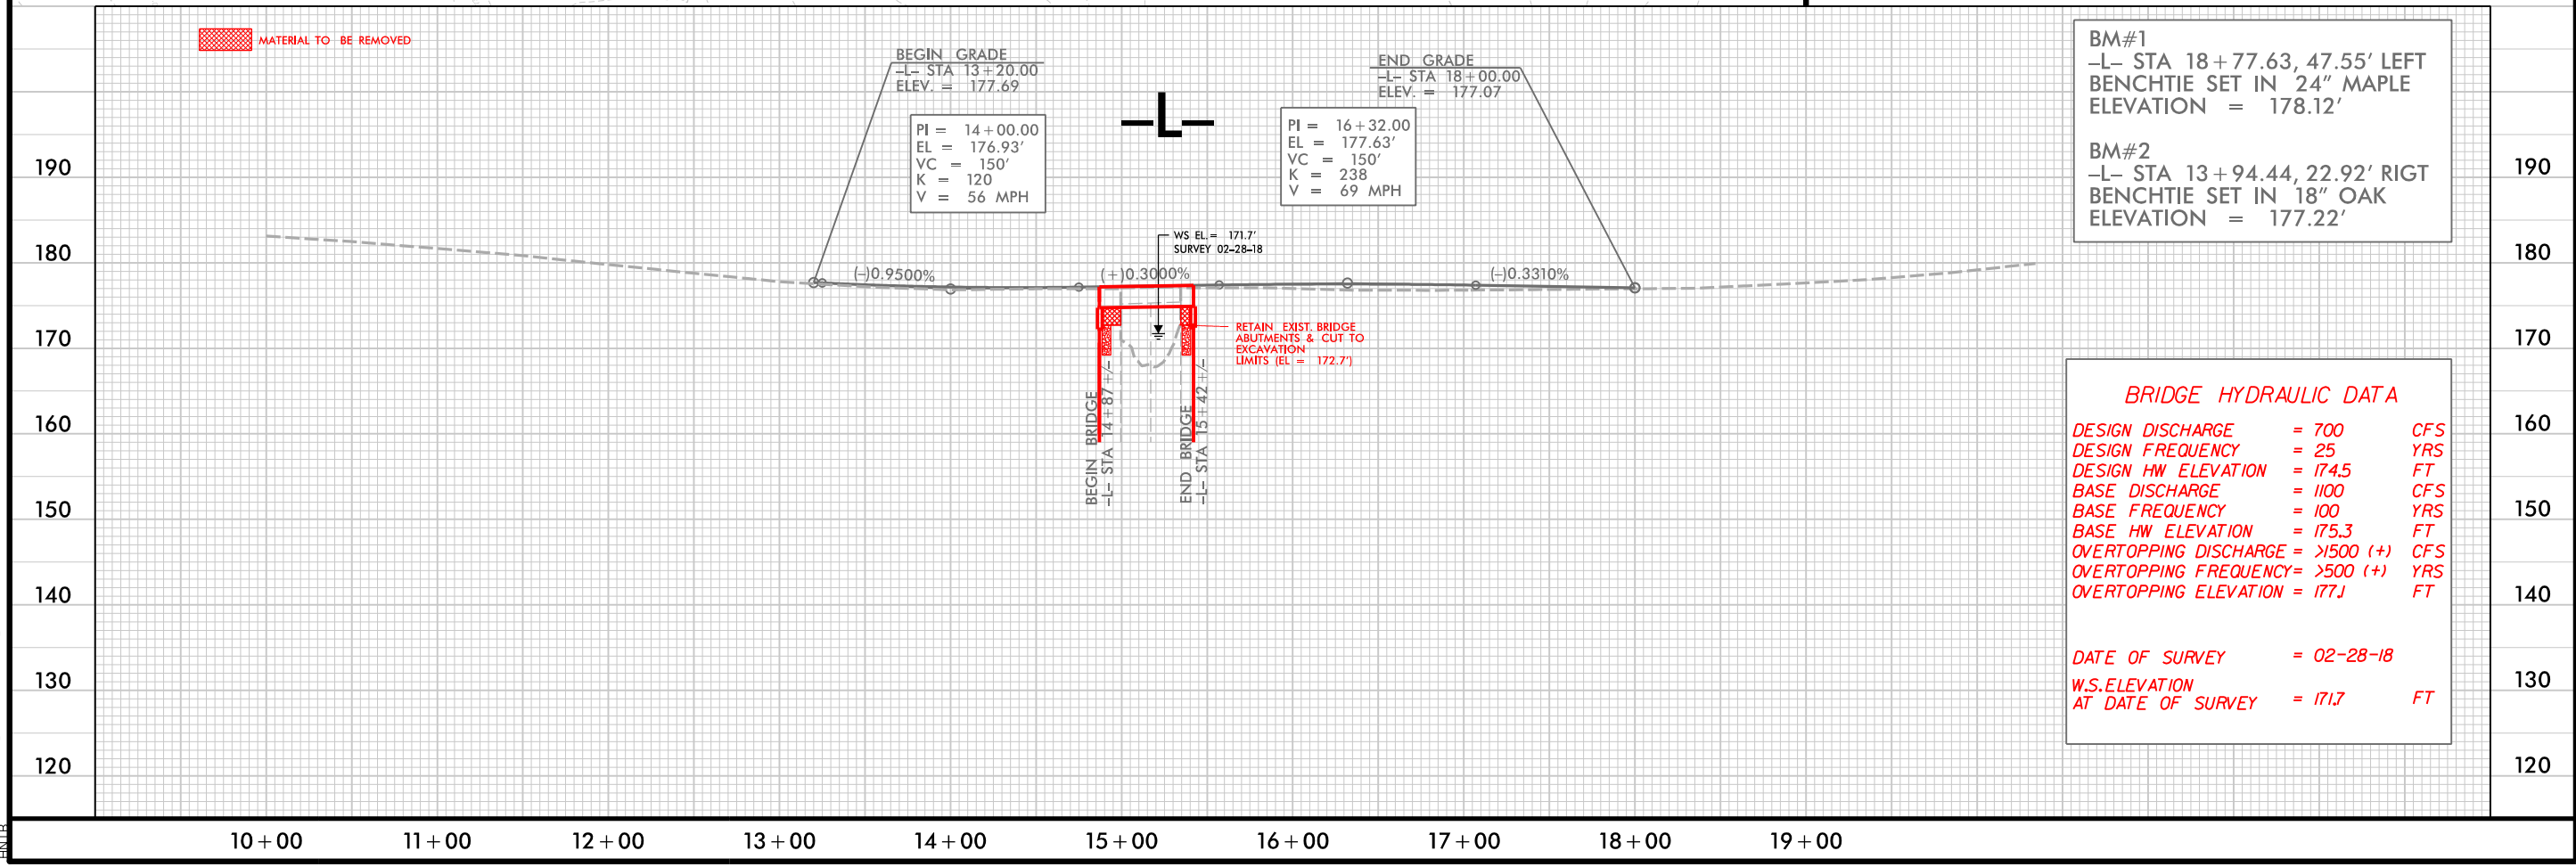 MATERIAL TO BE REMOVED
BEGIN GRADE
-L- STA 13+20.00
ELEV. = 177.69
PI = 14+00.00
EL = 176.93'
VC = 150'
K = 120
V = 56 MPH
-L-
END GRADE
-L- STA 18+00.00
ELEV. = 177.07
PI = 16+32.00
EL = 177.63'
VC = 150'
K = 238
V = 69 MPH
BM#1
-L- STA 18+77.63, 47.55' LEFT
BENCHTIE SET IN 24" MAPLE
ELEVATION = 178.12'
BM#2
-L- STA 13+94.44, 22.92' RIGT
BENCHTIE SET IN 18" OAK
ELEVATION = 177.22'
WS EL.= 171.7'
SURVEY 02-28-18
(-)0.9500%
(+)0.3000%
(-)0.3310%
RETAIN EXIST. BRIDGE
ABUTMENTS & CUT TO
EXCAVATION
LIMITS (EL = 172.7')
BEGIN BRIDGE
-L- STA 14+87 +/-
END BRIDGE
-L- STA 15+42 +/-
BRIDGE HYDRAULIC DATA
DESIGN DISCHARGE = 700 CFS
DESIGN FREQUENCY = 25 YRS
DESIGN HW ELEVATION = 174.5 FT
BASE DISCHARGE = 1100 CFS
BASE FREQUENCY = 100 YRS
BASE HW ELEVATION = 175.3 FT
OVERTOPPING DISCHARGE = >1500 (+) CFS
OVERTOPPING FREQUENCY= >500 (+) YRS
OVERTOPPING ELEVATION = 177.1 FT
DATE OF SURVEY = 02-28-18
W.S.ELEVATION
AT DATE OF SURVEY = 171.7 FT
190 190
180 180
170 170
160 160
150 150
140 140
130 130
120 120
10+00 11+00 12+00 13+00 14+00 15+00 16+00 17+00 18+00 19+00